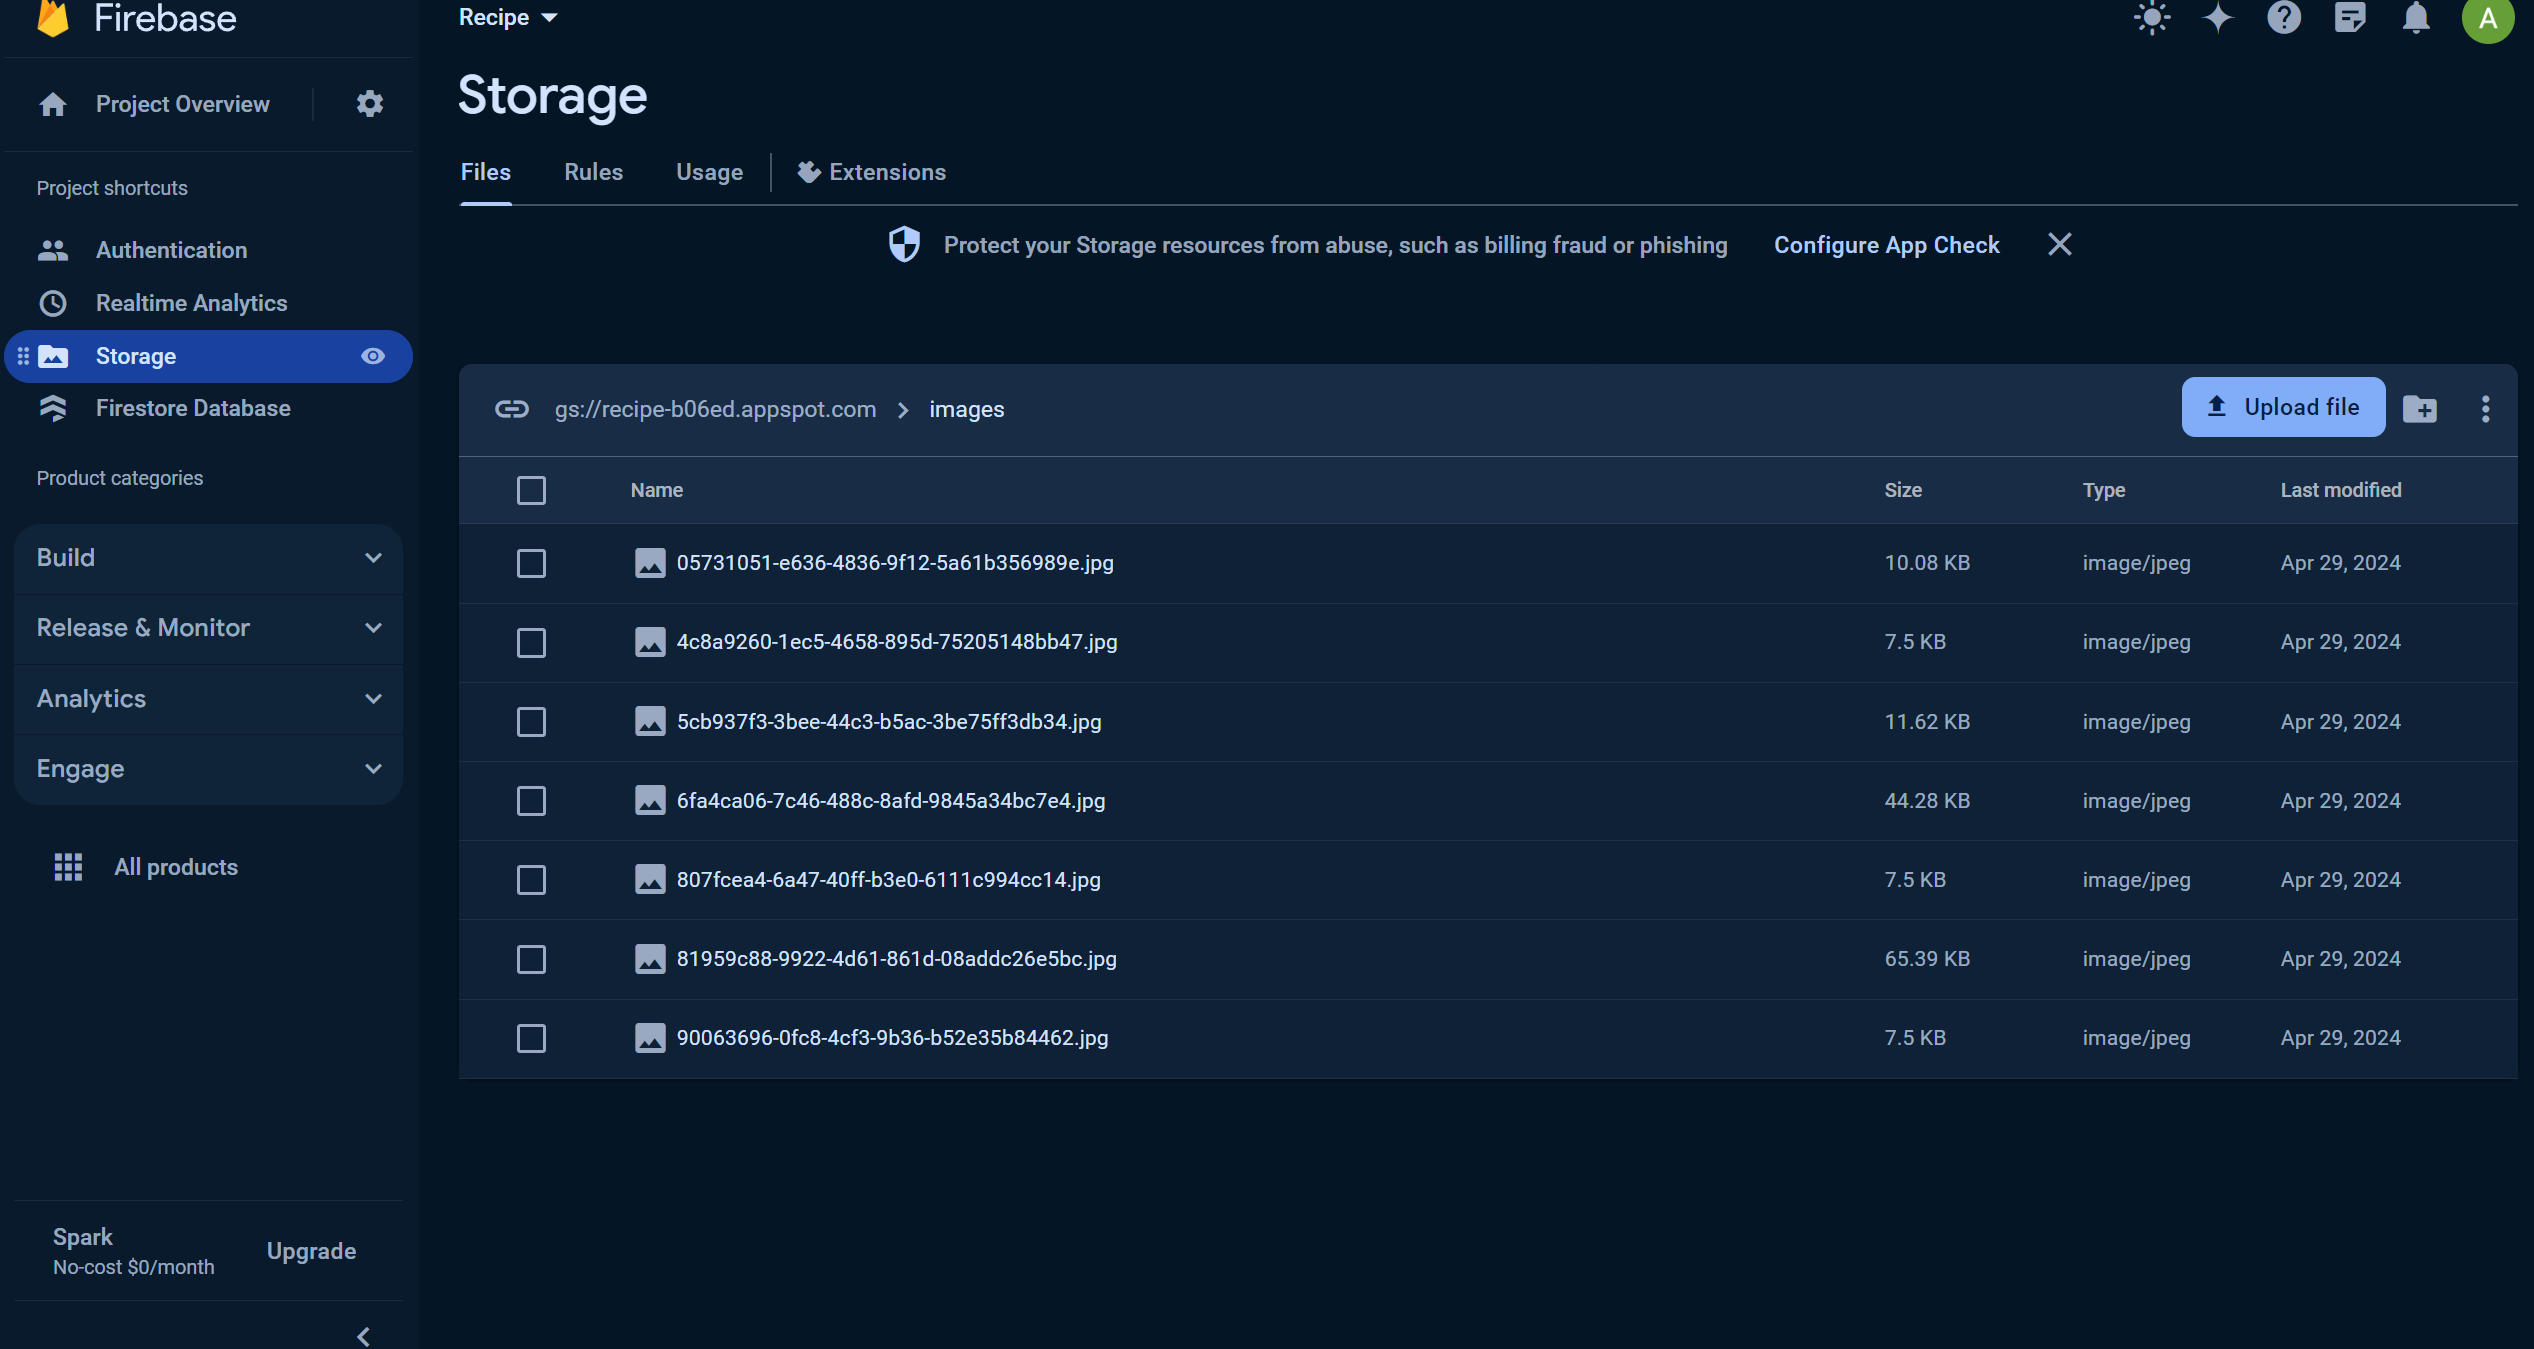 Firebase
Recipe
A
Project Overview
Storage
Files Rules Usage Extensions
Project shortcuts
Protect your Storage resources from abuse, such as billing fraud or phishing Configure App Check
Authentication
Realtime Analytics
Storage
Firestore Database
gs://recipe-b06ed.appspot.com > images
Upload file
Product categories
Name Size Type Last modified
Build
05731051-e636-4836-9f12-5a61b356989e.jpg 10.08 KB image/jpeg Apr 29, 2024
Release & Monitor
4c8a9260-1ec5-4658-895d-75205148bb47.jpg 7.5 KB image/jpeg Apr 29, 2024
Analytics
5cb937f3-3bee-44c3-b5ac-3be75ff3db34.jpg 11.62 KB image/jpeg Apr 29, 2024
Engage
6fa4ca06-7c46-488c-8afd-9845a34bc7e4.jpg 44.28 KB image/jpeg Apr 29, 2024
All products
807fcea4-6a47-40ff-b3e0-6111c994cc14.jpg 7.5 KB image/jpeg Apr 29, 2024
81959c88-9922-4d61-861d-08addc26e5bc.jpg 65.39 KB image/jpeg Apr 29, 2024
90063696-0fc8-4cf3-9b36-b52e35b84462.jpg 7.5 KB image/jpeg Apr 29, 2024
Spark
No-cost $0/month
Upgrade